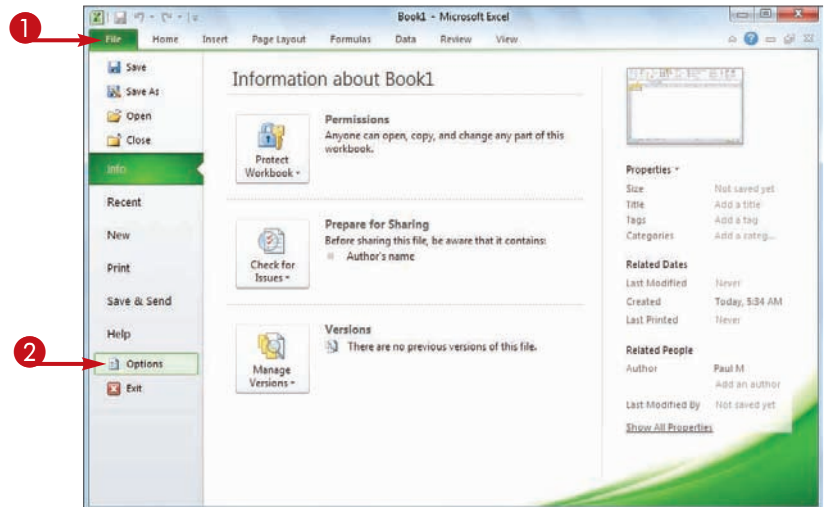 Book1 - Microsoft Excel
1
File Home Insert Page Layout Formulas Data Review View
Save
Save As
Open
Close
Info
Recent
New
Print
Save & Send
Help
2
Options
Exit
Information about Book1
Protect
Workbook
Permissions
Anyone can open, copy, and change any part of this
workbook.
Check for
Issues
Prepare for Sharing
Before sharing this file, be aware that it contains:
Author's name
Manage
Versions
Versions
There are no previous versions of this file.
Properties
Size Not saved yet
Title Add a title
Tags Add a tag
Categories Add a categ...
Related Dates
Last Modified Never
Created Today, 5:34 AM
Last Printed Never
Related People
Author Paul M
Add an author
Last Modified By Not saved yet
Show All Properties